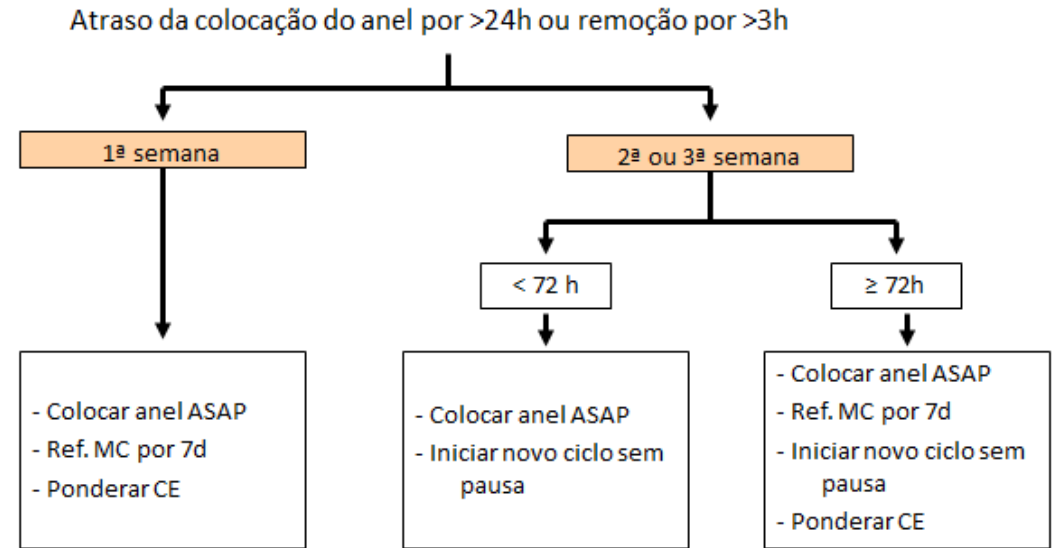 Atraso da colocação do anel por >24h ou remoção por >3h
1ª semana
2ª ou 3ª semana
< 72 h
≥ 72h
- Colocar anel ASAP
- Ref. MC por 7d
- Ponderar CE
- Colocar anel ASAP
- Iniciar novo ciclo sem
pausa
- Colocar anel ASAP
- Ref. MC por 7d
- Iniciar novo ciclo sem
pausa
- Ponderar CE